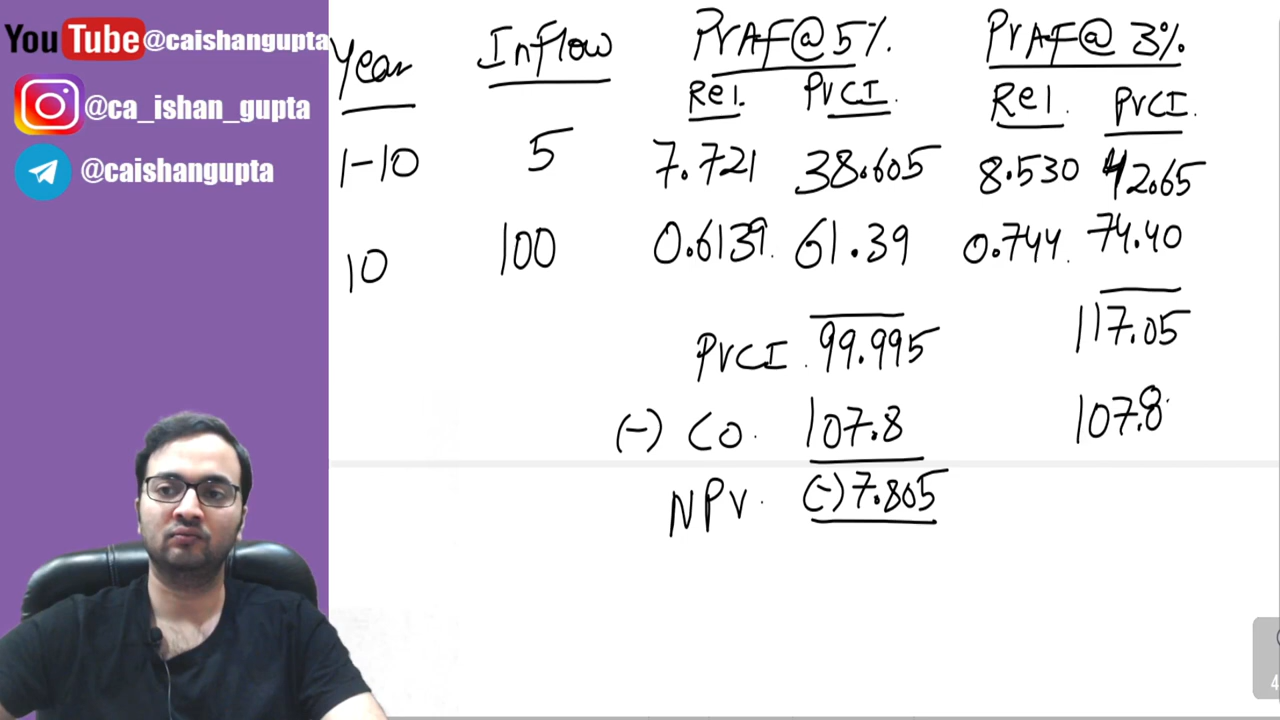 YouTube @caishangupta
@ca_ishan_gupta
@caishangupta
Year Inflow PVAF@5% PVAF@ 3%
Rel. PVCI. Rel. PVCI.
1-10 5 7.721 38.605 8.530 42.65
10 100 0.6139. 61.39 0.744. 74.40
PVCI. 99.995 117.05
(-) CO. 107.8 107.8
NPV. (-)7.805
4